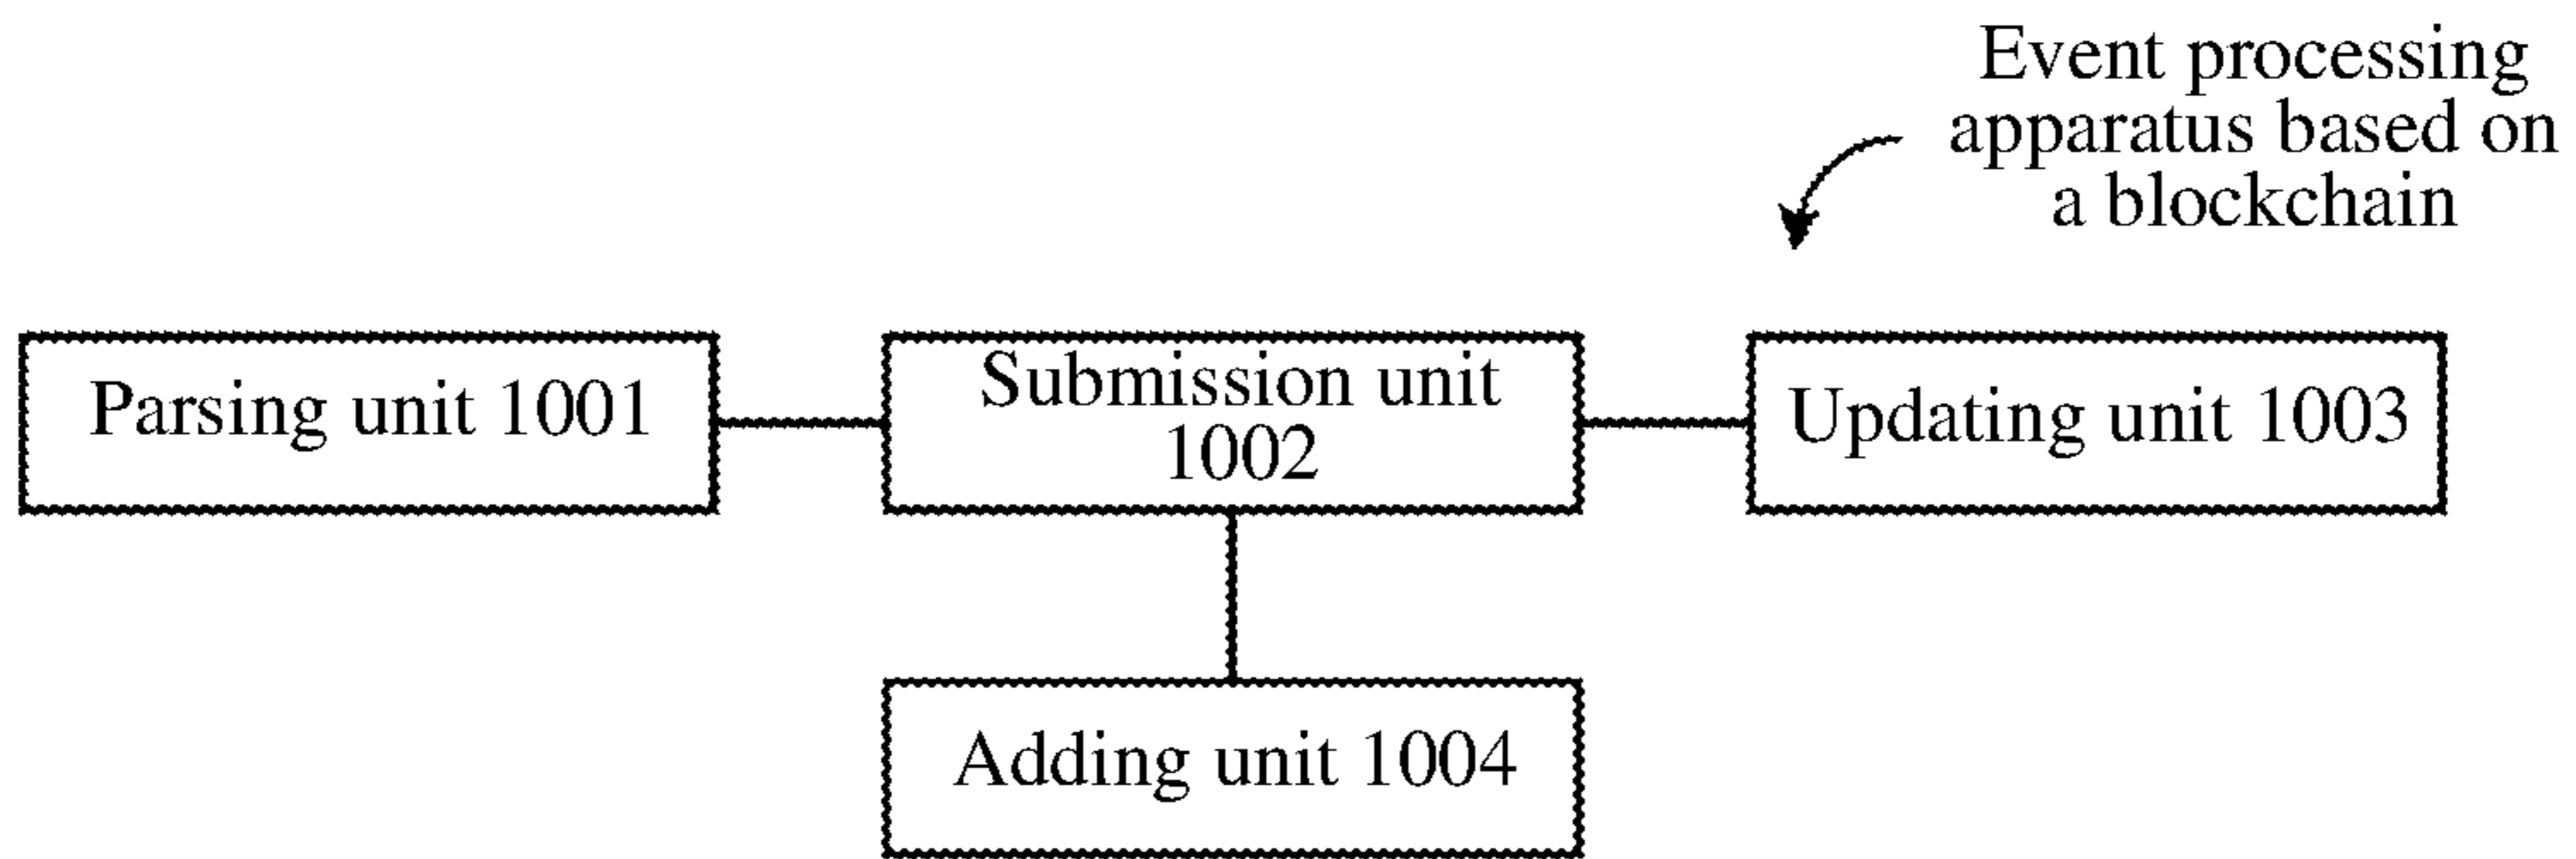 Event processing
apparatus based on
a blockchain
Parsing unit 1001
Submission unit
1002
Updating unit 1003
Adding unit 1004